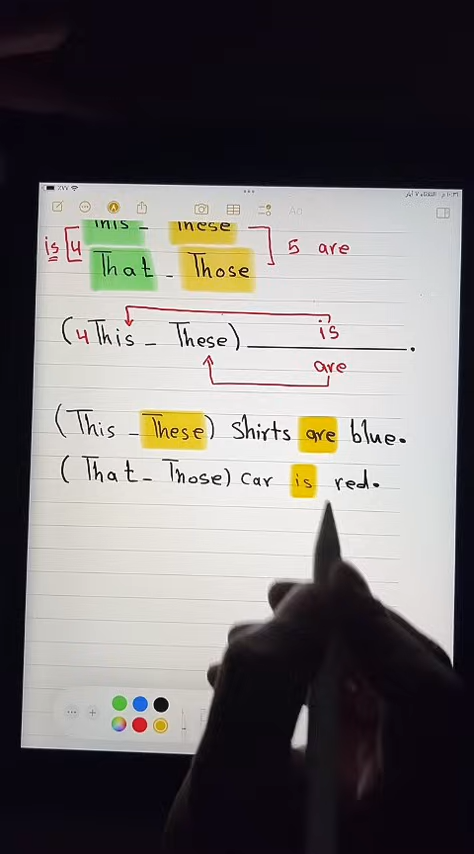 This - These
is [4 ] 5 are
That - Those
(4 This - These) ________ .
is
are
(This - These) Shirts are blue.
(That - Those) Car is red.